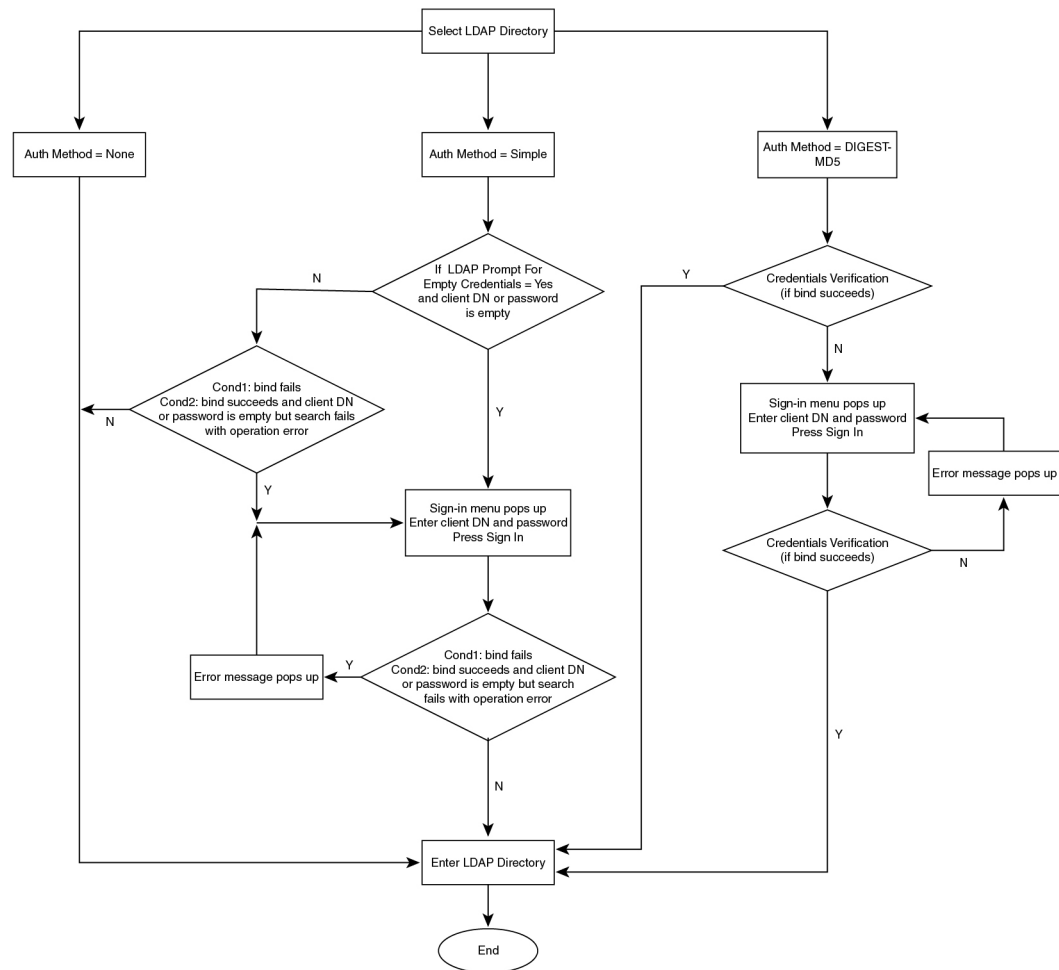 Select LDAP Directory
Auth Method = None
Auth Method = Simple
Auth Method = DIGEST-
MD5
If LDAP Prompt For
Empty Credentials = Yes
and client DN or password
is empty
N
Y
Credentials Verification
(if bind succeeds)
Y
N
Cond1: bind fails
Cond2: bind succeeds and client DN
or password is empty but search fails
with operation error
N
Y
Sign-in menu pops up
Enter client DN and password
Press Sign In
Sign-in menu pops up
Enter client DN and password
Press Sign In
Error message pops up
Credentials Verification
(if bind succeeds)
N
Y
Cond1: bind fails
Cond2: bind succeeds and client DN
or password is empty but search
fails with operation error
Y
Error message pops up
N
Enter LDAP Directory
End